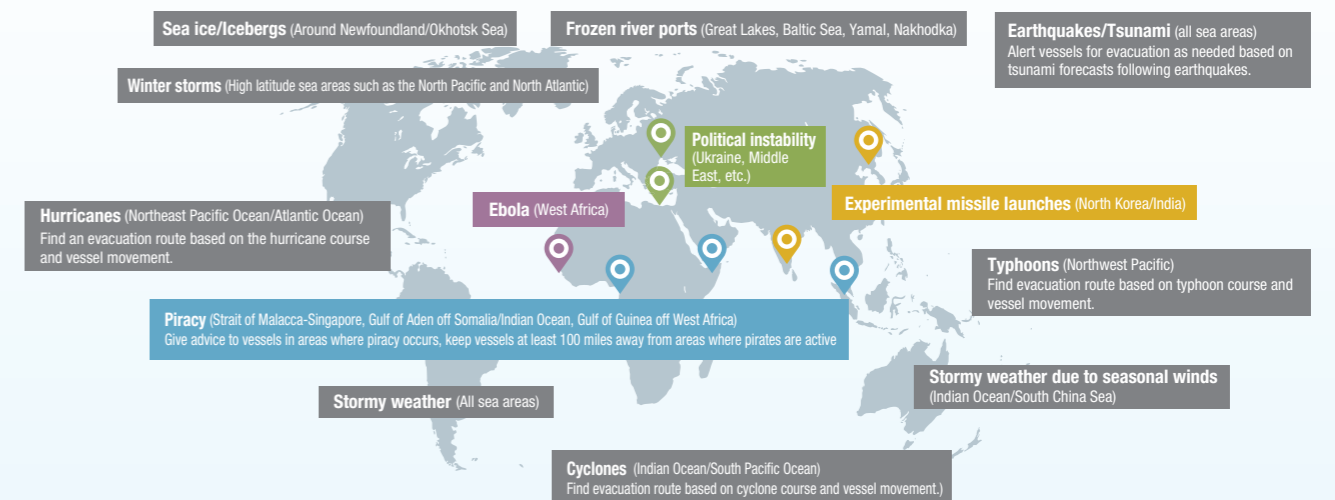 Sea ice/Icebergs (Around Newfoundland/Okhotsk Sea)
Frozen river ports (Great Lakes, Baltic Sea, Yamal, Nakhodka)
Earthquakes/Tsunami (all sea areas)
Alert vessels for evacuation as needed based on
tsunami forecasts following earthquakes.
Winter storms (High latitude sea areas such as the North Pacific and North Atlantic)
Political instability
(Ukraine, Middle
East, etc.)
Ebola (West Africa)
Experimental missile launches (North Korea/India)
Hurricanes (Northeast Pacific Ocean/Atlantic Ocean)
Find an evacuation route based on the hurricane course
and vessel movement.
Typhoons (Northwest Pacific)
Find evacuation route based on typhoon course and
vessel movement.
Piracy (Strait of Malacca-Singapore, Gulf of Aden off Somalia/Indian Ocean, Gulf of Guinea off West Africa)
Give advice to vessels in areas where piracy occurs, keep vessels at least 100 miles away from areas where pirates are active
Stormy weather due to seasonal winds
(Indian Ocean/South China Sea)
Stormy weather (All sea areas)
Cyclones (Indian Ocean/South Pacific Ocean)
Find evacuation route based on cyclone course and vessel movement.)